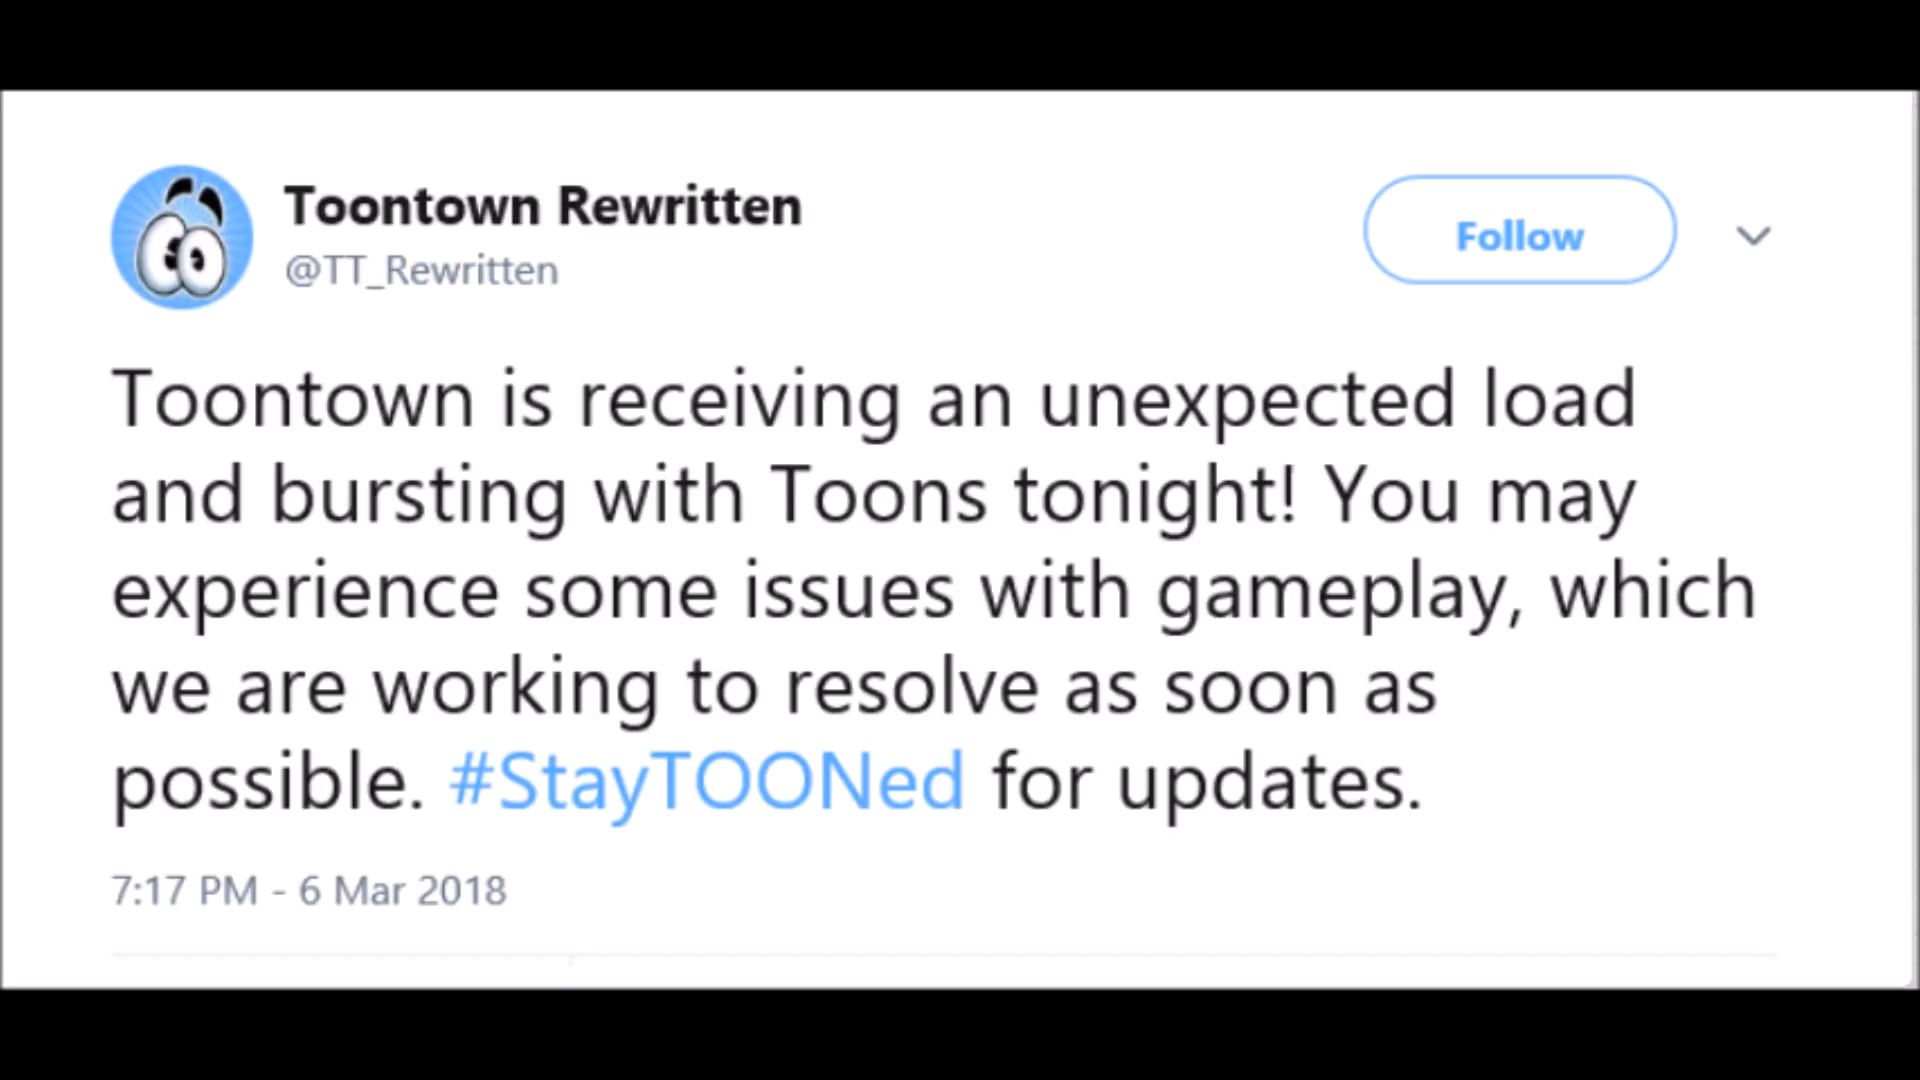 Toontown Rewritten
@TT_Rewritten
Follow
Toontown is receiving an unexpected load
and bursting with Toons tonight! You may
experience some issues with gameplay, which
we are working to resolve as soon as
possible. #StayTOONed for updates.
7:17 PM - 6 Mar 2018